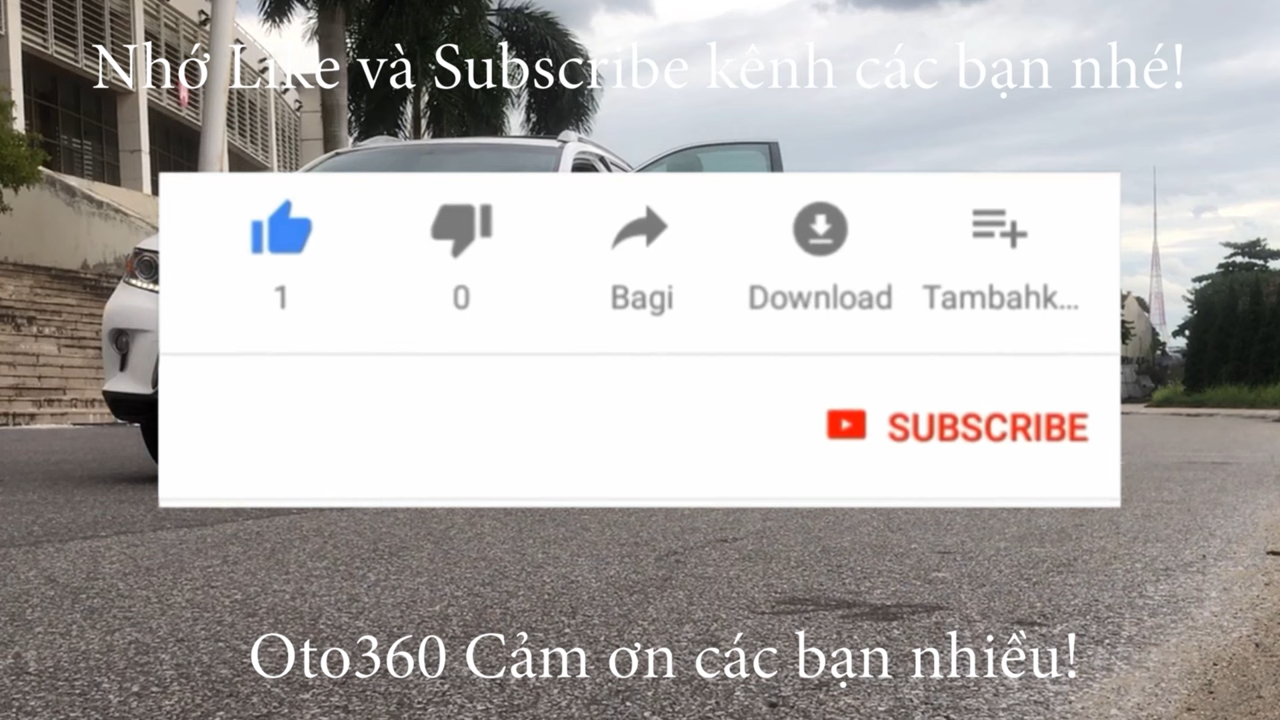 Nhớ Like và Subscribe kênh các bạn nhé!
1 0 Bagi Download Tambahk...
SUBSCRIBE
Oto360 Cảm ơn các bạn nhiều!